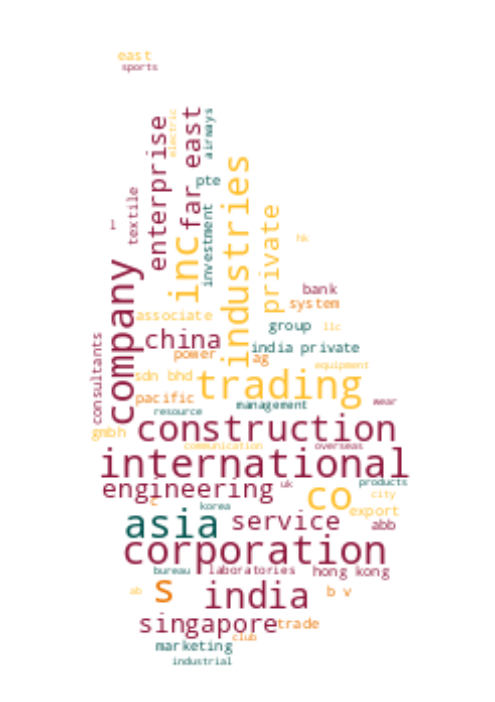 east
sports
electric
enterprise
far east
airways
pte
textile
inc
investment
industries
private
hk
company
bank
system
associate
group
llc
china
india private
consultants
power
ag
equipment
sdn bhd
trading
pacific
management
wear
resource
gmbh
construction
communication
overseas
international
engineering
uk
products
co
city
korea
export
asia
service
abb
corporation
bureau
laboratories
hong kong
ab
s
india
b v
singapore
trade
club
marketing
industrial